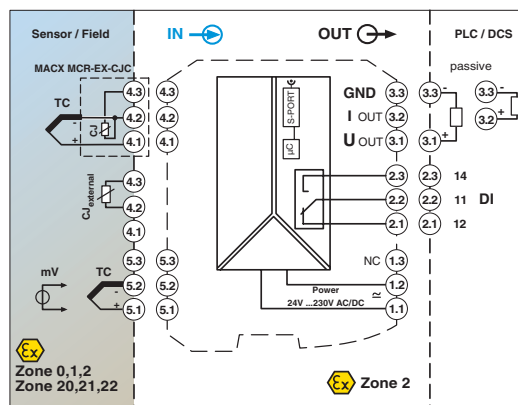 Sensor / Field
IN
OUT
PLC / DCS
MACX MCR-EX-CJC
passive
TC
4.3
4.2
4.1
CJ
-
+
4.3
4.2
4.1
S-PORT
µC
GND
I OUT
U OUT
3.3
3.2
3.1
3.3
3.1
-
+
3.3
3.2
-
+
CJexternal
4.3
4.2
4.1
2.3
2.2
2.1
2.3
2.2
2.1
14
11
12
DI
mV
TC
-
+
5.3
5.2
5.1
5.3
5.2
5.1
NC
1.3
1.2
1.1
Power
24V ...230V AC/DC
Ex
Zone 0,1,2
Zone 20,21,22
Ex
Zone 2